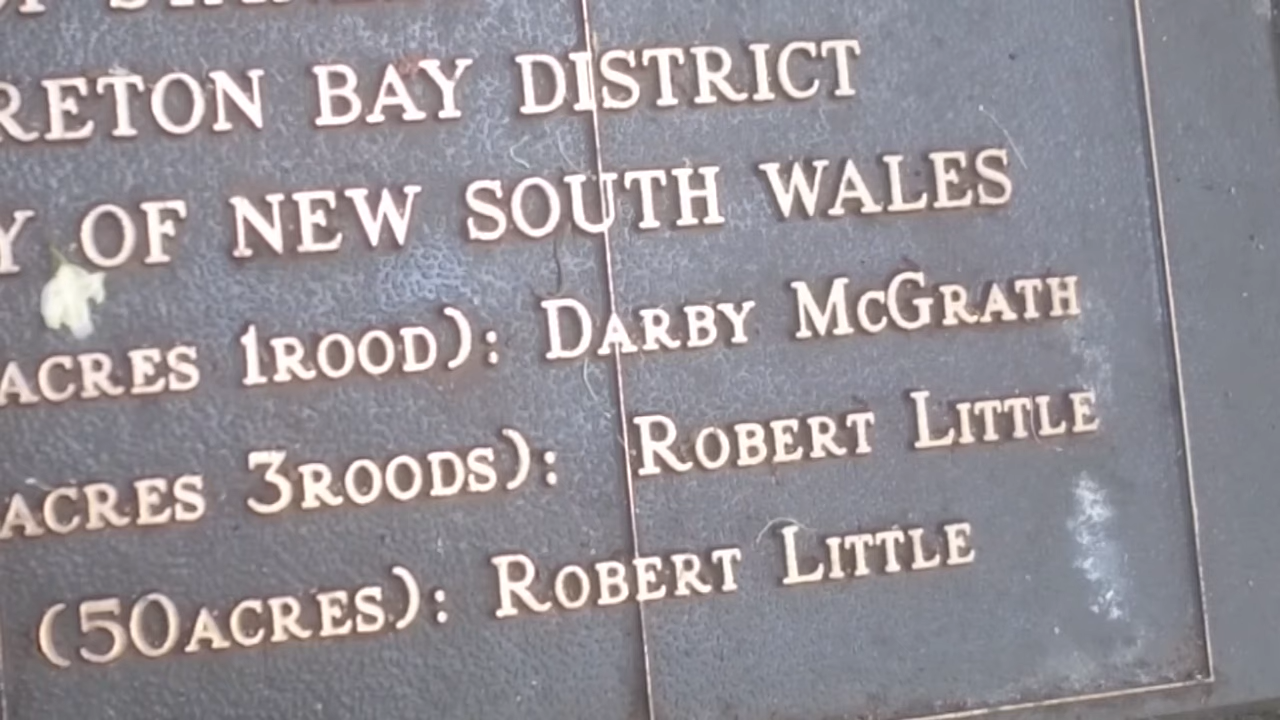 RETON BAY DISTRICT
Y OF NEW SOUTH WALES
ACRES 1ROOD): DARBY MCGRATH
ACRES 3ROODS): ROBERT LITTLE
(50ACRES): ROBERT LITTLE